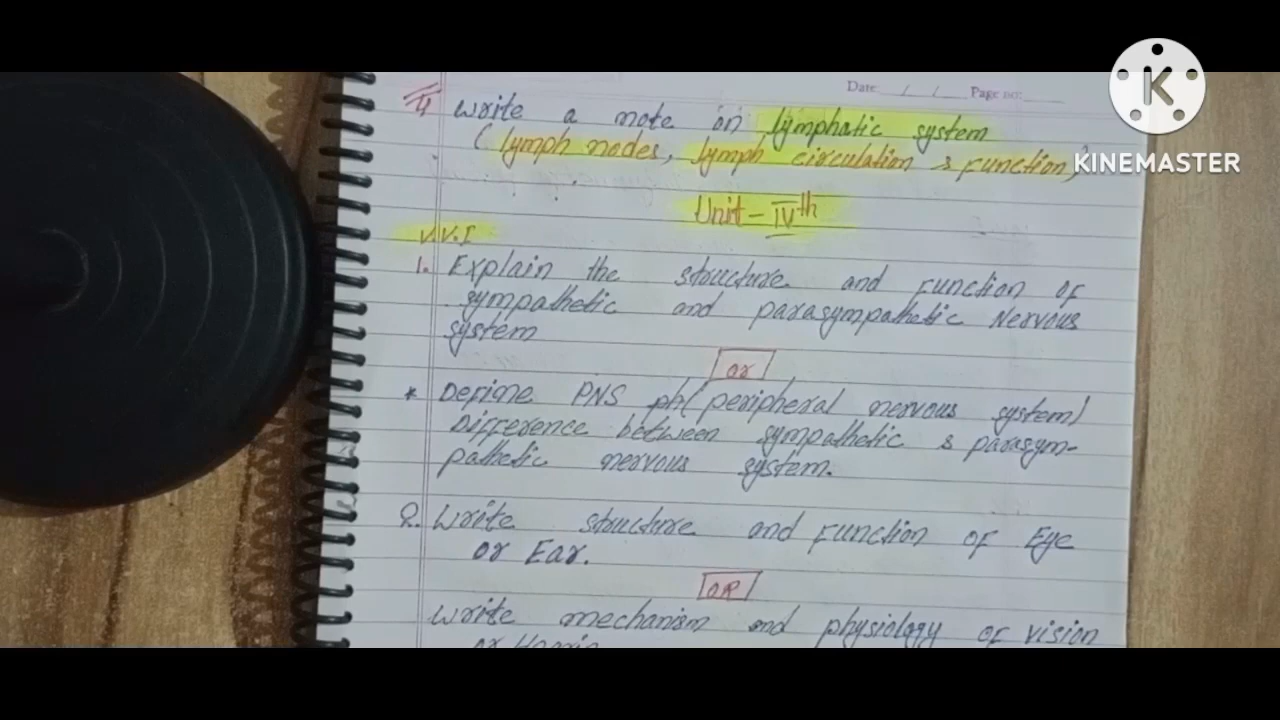 Date: / / Page no:
4 Write a note on lymphatic system
(lymph nodes, lymph circulation & function)
KINEMASTER
Unit - IVth
V.V.I
1. Explain the structure and function of
sympathetic and parasympathetic Nervous
system
or
* Define PNS (peripheral nervous system)
Difference between sympathetic & parasym-
pathetic nervous system.
2. Write structure and function of Eye
or Ear.
OR
Write mechanism and physiology of vision
or